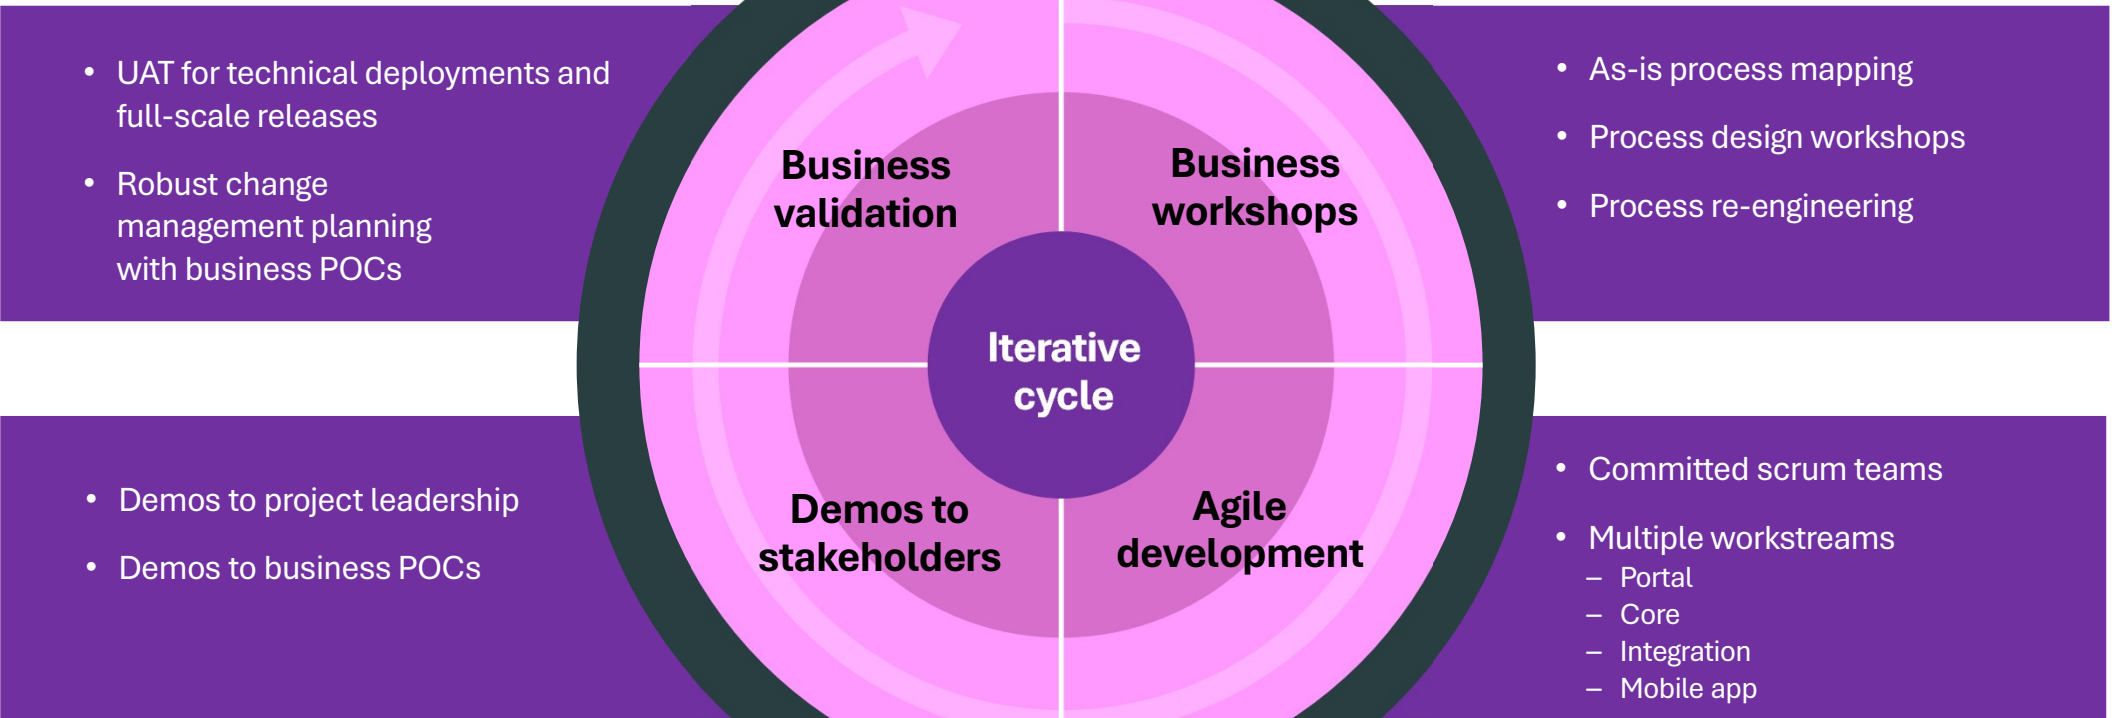 • UAT for technical deployments and
full-scale releases
• Robust change
management planning
with business POCs
Business
validation
Business
workshops
• As-is process mapping
• Process design workshops
• Process re-engineering
Iterative
cycle
• Demos to project leadership
• Demos to business POCs
Demos to
stakeholders
Agile
development
• Committed scrum teams
• Multiple workstreams
– Portal
– Core
– Integration
– Mobile app